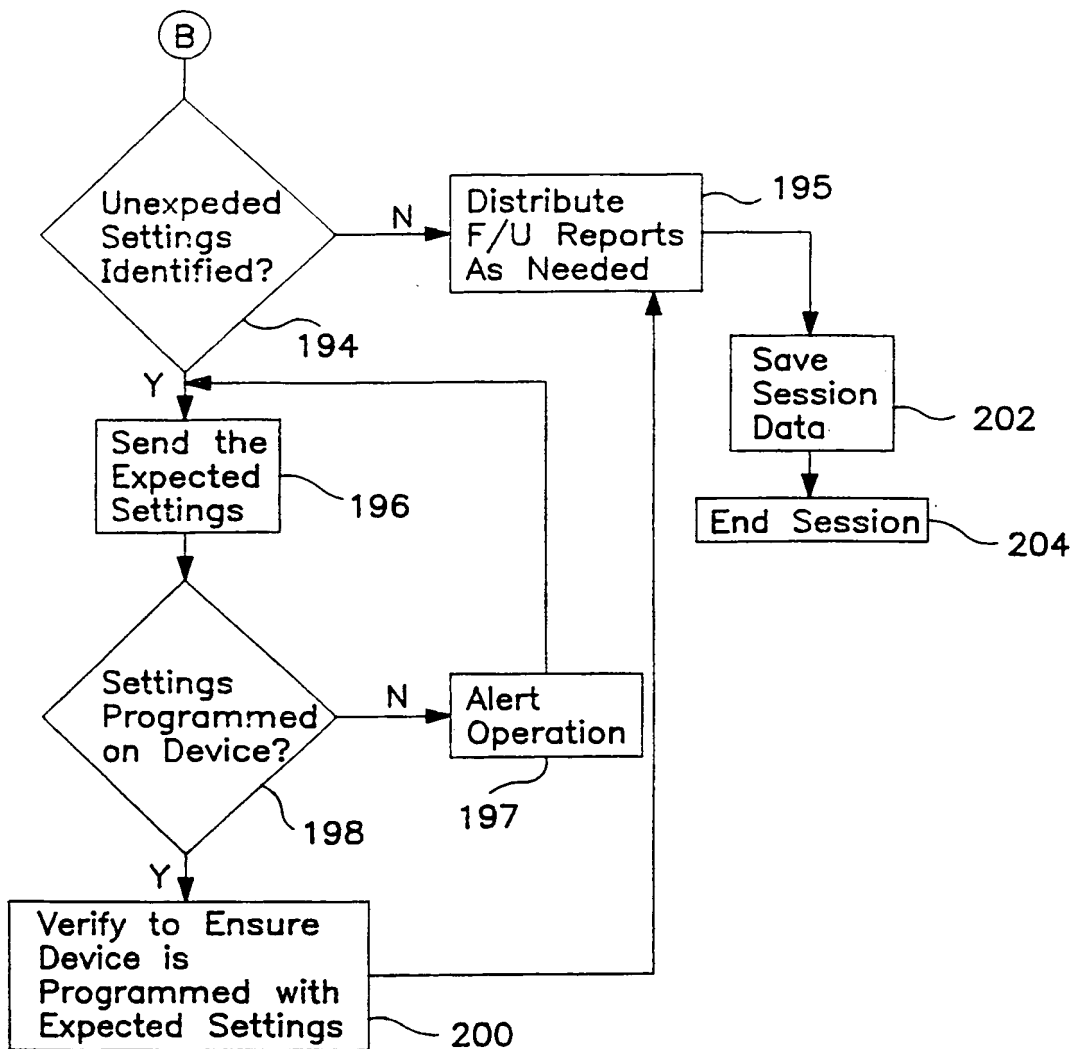 B
Unexpeded
Settings
Identified?
194
N
Distribute
F/U Reports
As Needed
195
Y
Send the
Expected
Settings
196
Save
Session
Data
202
End Session
204
Settings
Programmed
on Device?
198
N
Alert
Operation
197
Y
Verify to Ensure
Device is
Programmed with
Expected Settings
200